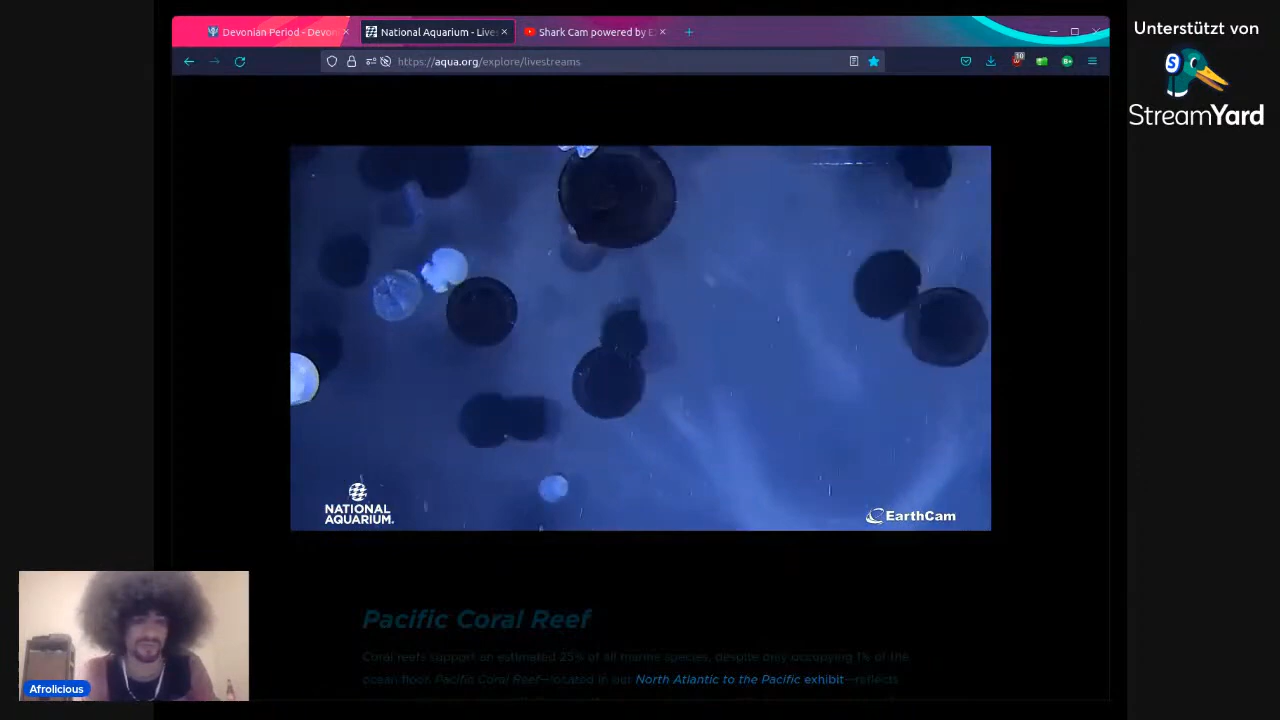 Devonian Period - Devon
National Aquarium - Live
Shark Cam powered by E
Unterstützt von
StreamYard
https://aqua.org/explore/livestreams
NATIONAL
AQUARIUM.
EarthCam
Pacific Coral Reef
Coral reefs support an estimated 25% of all marine species, despite only occupying 1% of the
ocean floor. Pacific Coral Reef—located in our North Atlantic to the Pacific exhibit—reflects
Afrolicious